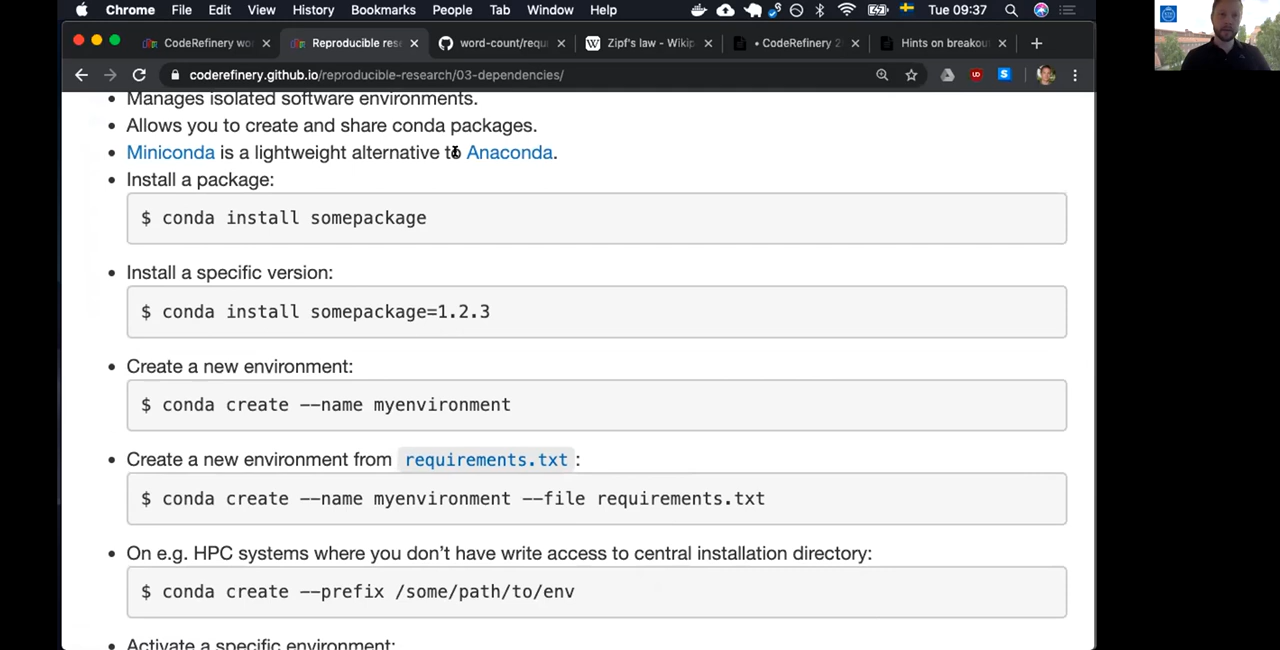 Chrome File Edit View History Bookmarks People Tab Window Help Tue 09:37
CodeRefinery wo Reproducible res word-count/requ Zipf's law - Wikip • CodeRefinery 2 Hints on breakou
coderefinery.github.io/reproducible-research/03-dependencies/
• Manages isolated software environments.
• Allows you to create and share conda packages.
• Miniconda is a lightweight alternative to Anaconda.
• Install a package:
$ conda install somepackage
• Install a specific version:
$ conda install somepackage=1.2.3
• Create a new environment:
$ conda create --name myenvironment
• Create a new environment from requirements.txt :
$ conda create --name myenvironment --file requirements.txt
• On e.g. HPC systems where you don't have write access to central installation directory:
$ conda create --prefix /some/path/to/env
• Activate a specific environment: